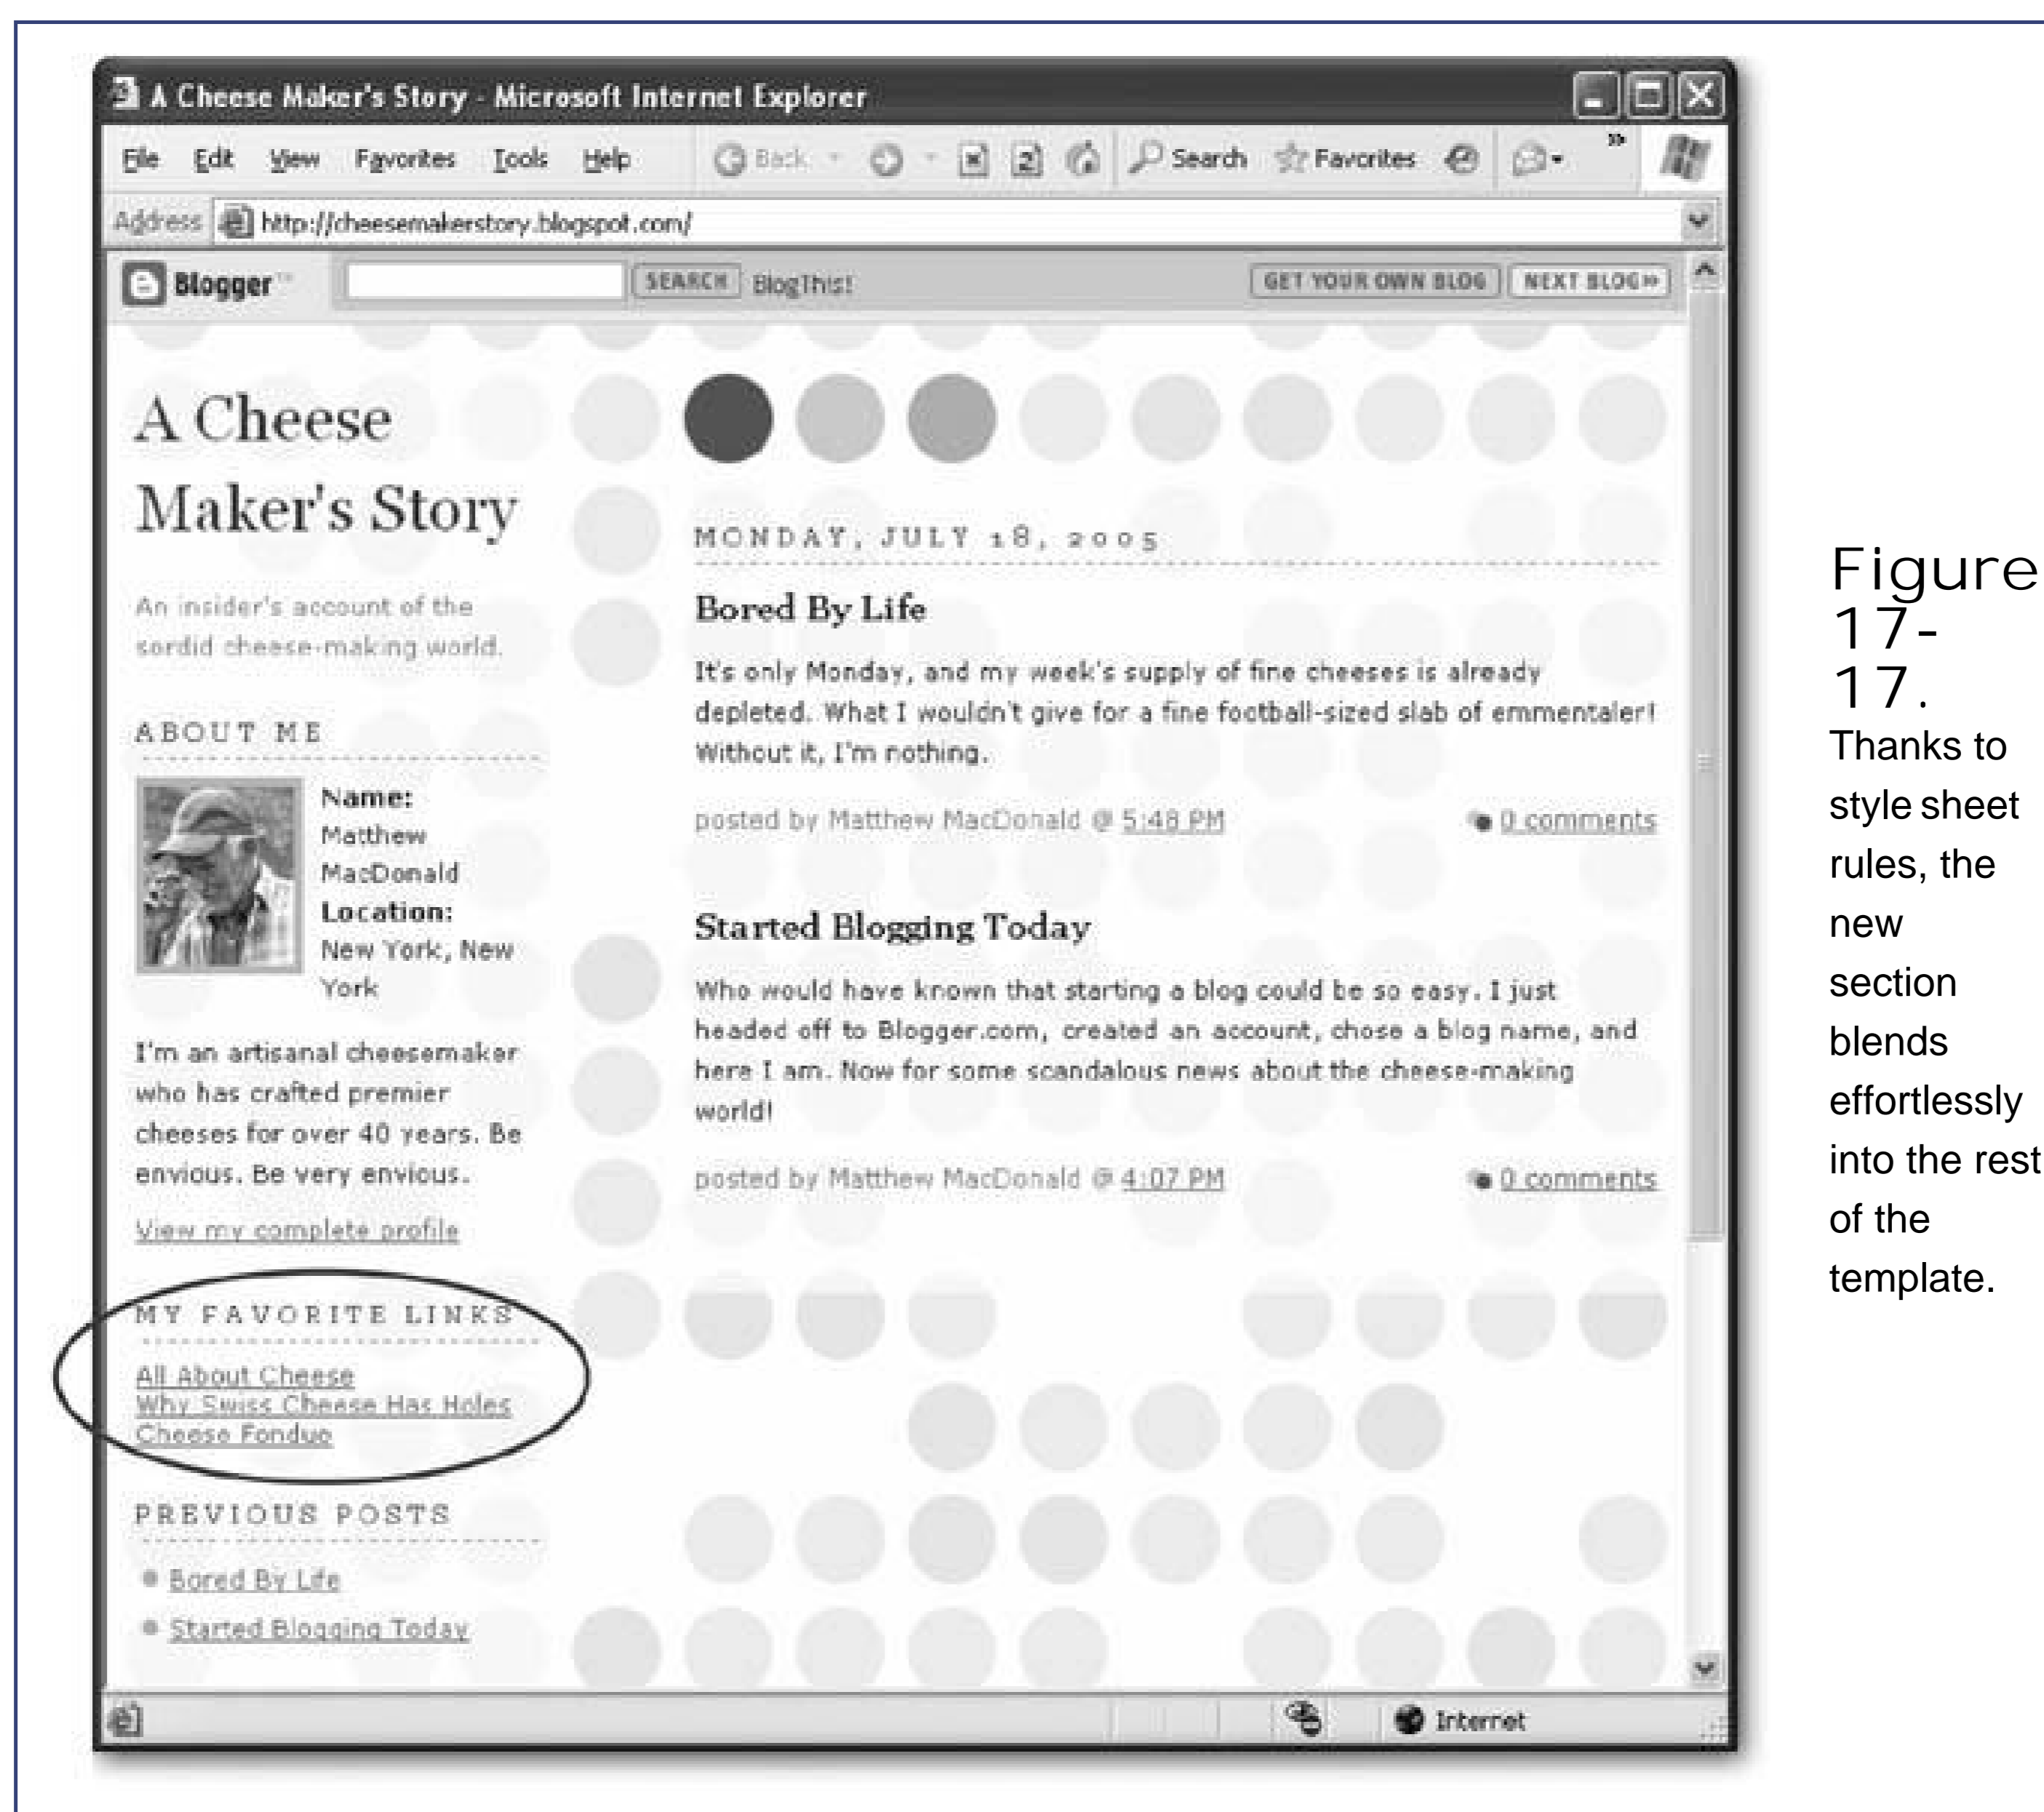 A Cheese Maker's Story - Microsoft Internet Explorer
File Edit View Favorites Tools Help Back Search Favorites »
Address http://cheesemakerstory.blogspot.com/
Blogger™ SEARCH BlogThis! GET YOUR OWN BLOG NEXT BLOG»
A Cheese
Maker's Story
An insider's account of the
sordid cheese-making world.
ABOUT ME
Name:
Matthew
MacDonald
Location:
New York, New
York
I'm an artisanal cheesemaker
who has crafted premier
cheeses for over 40 years. Be
envious. Be very envious.
View my complete profile
MY FAVORITE LINKS
All About Cheese
Why Swiss Cheese Has Holes
Cheese Fondue
PREVIOUS POSTS
Bored By Life
Started Blogging Today
MONDAY, JULY 18, 2005
Bored By Life
It's only Monday, and my week's supply of fine cheeses is already
depleted. What I wouldn't give for a fine football-sized slab of emmentaler!
Without it, I'm nothing.
posted by Matthew MacDonald @ 5:48 PM 0 comments
Started Blogging Today
Who would have known that starting a blog could be so easy. I just
headed off to Blogger.com, created an account, chose a blog name, and
here I am. Now for some scandalous news about the cheese-making
world!
posted by Matthew MacDonald @ 4:07 PM 0 comments
Internet
Figure
17-
17.
Thanks to
style sheet
rules, the
new
section
blends
effortlessly
into the rest
of the
template.